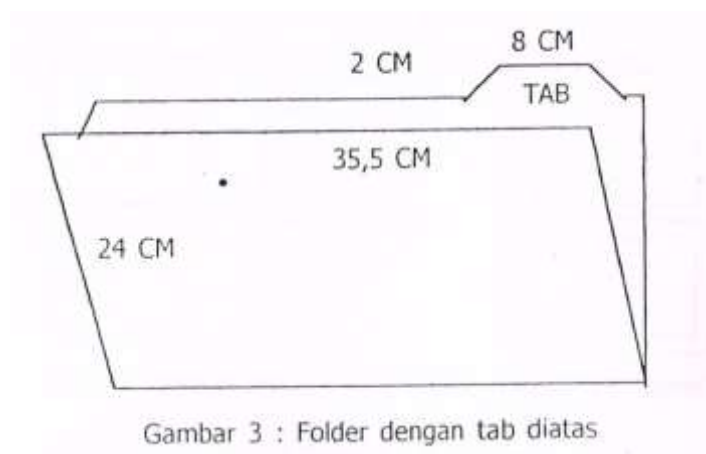 8 CM
2 CM
TAB
35,5 CM
24 CM
Gambar 3 : Folder dengan tab diatas